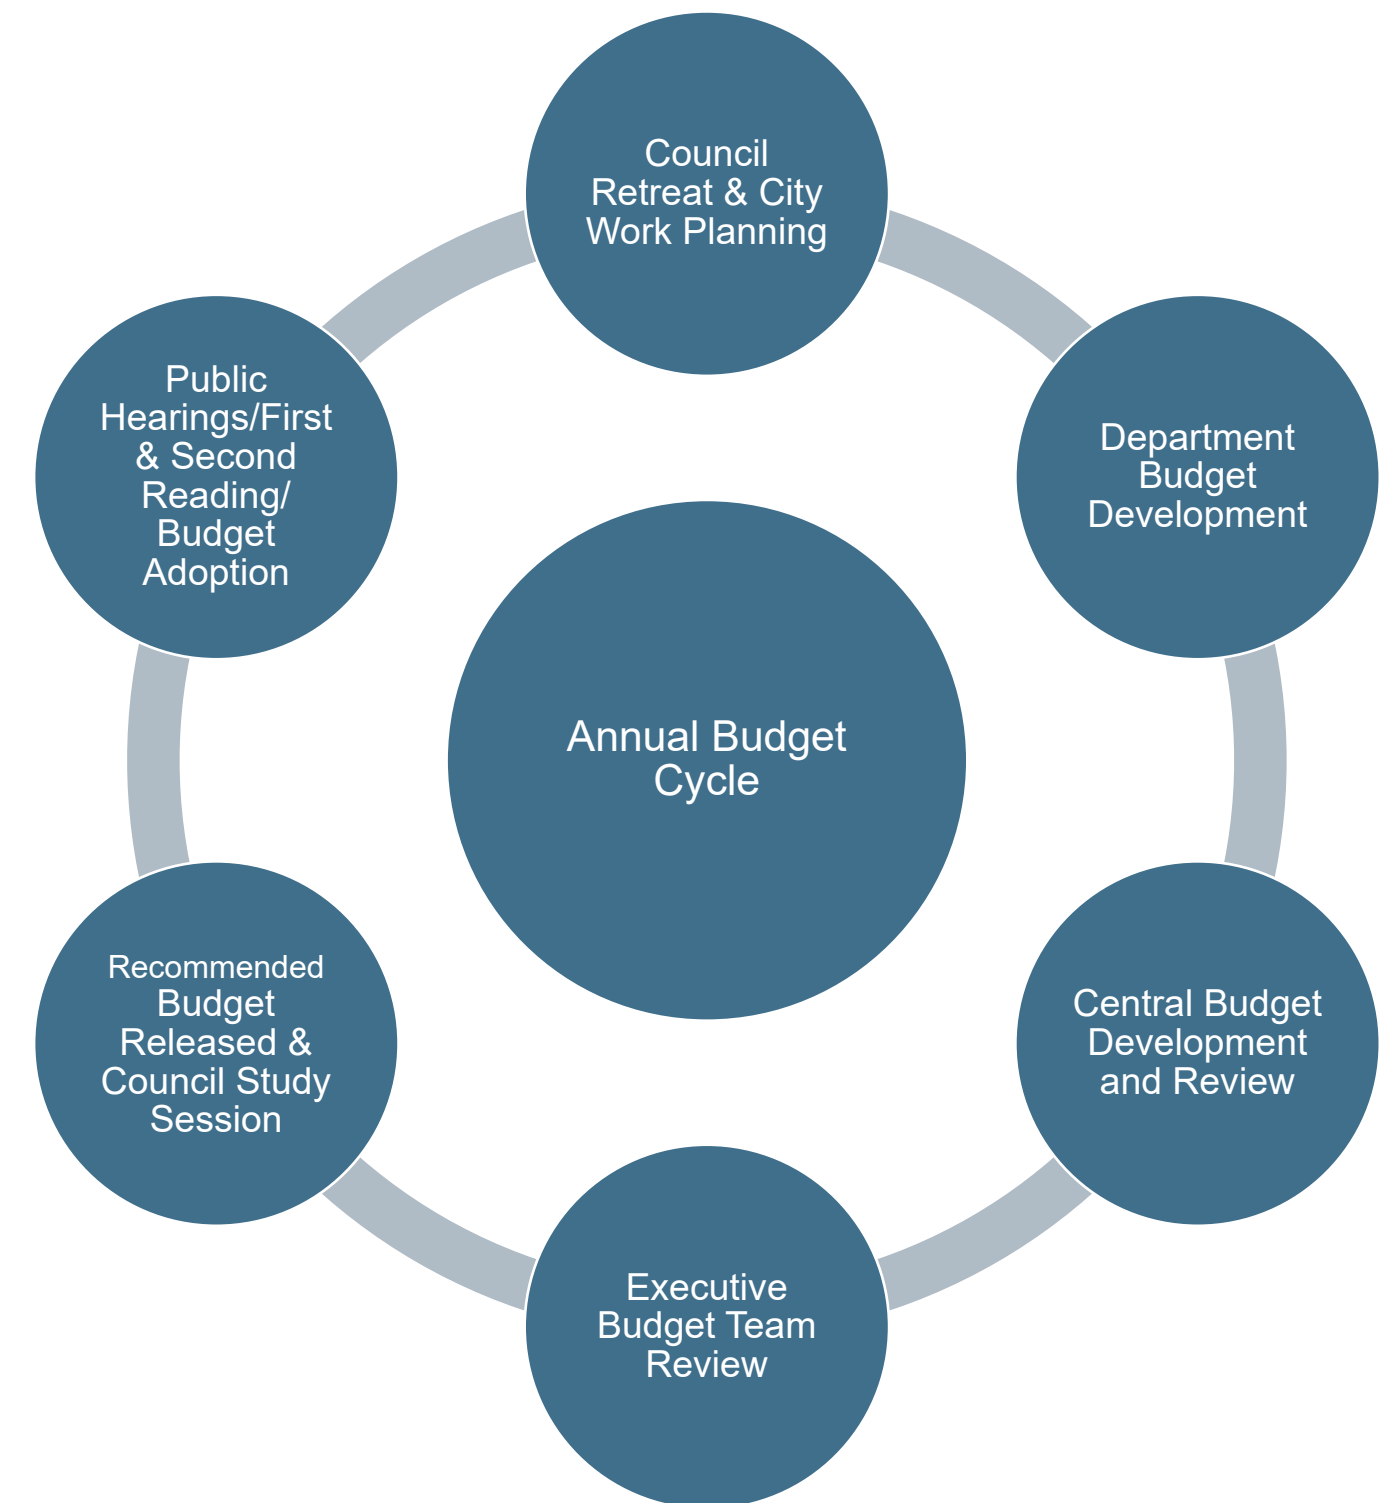 Council
Retreat & City
Work Planning
Department
Budget
Development
Central Budget
Development
and Review
Executive
Budget Team
Review
Recommended
Budget
Released &
Council Study
Session
Public
Hearings/First
& Second
Reading/
Budget
Adoption
Annual Budget
Cycle